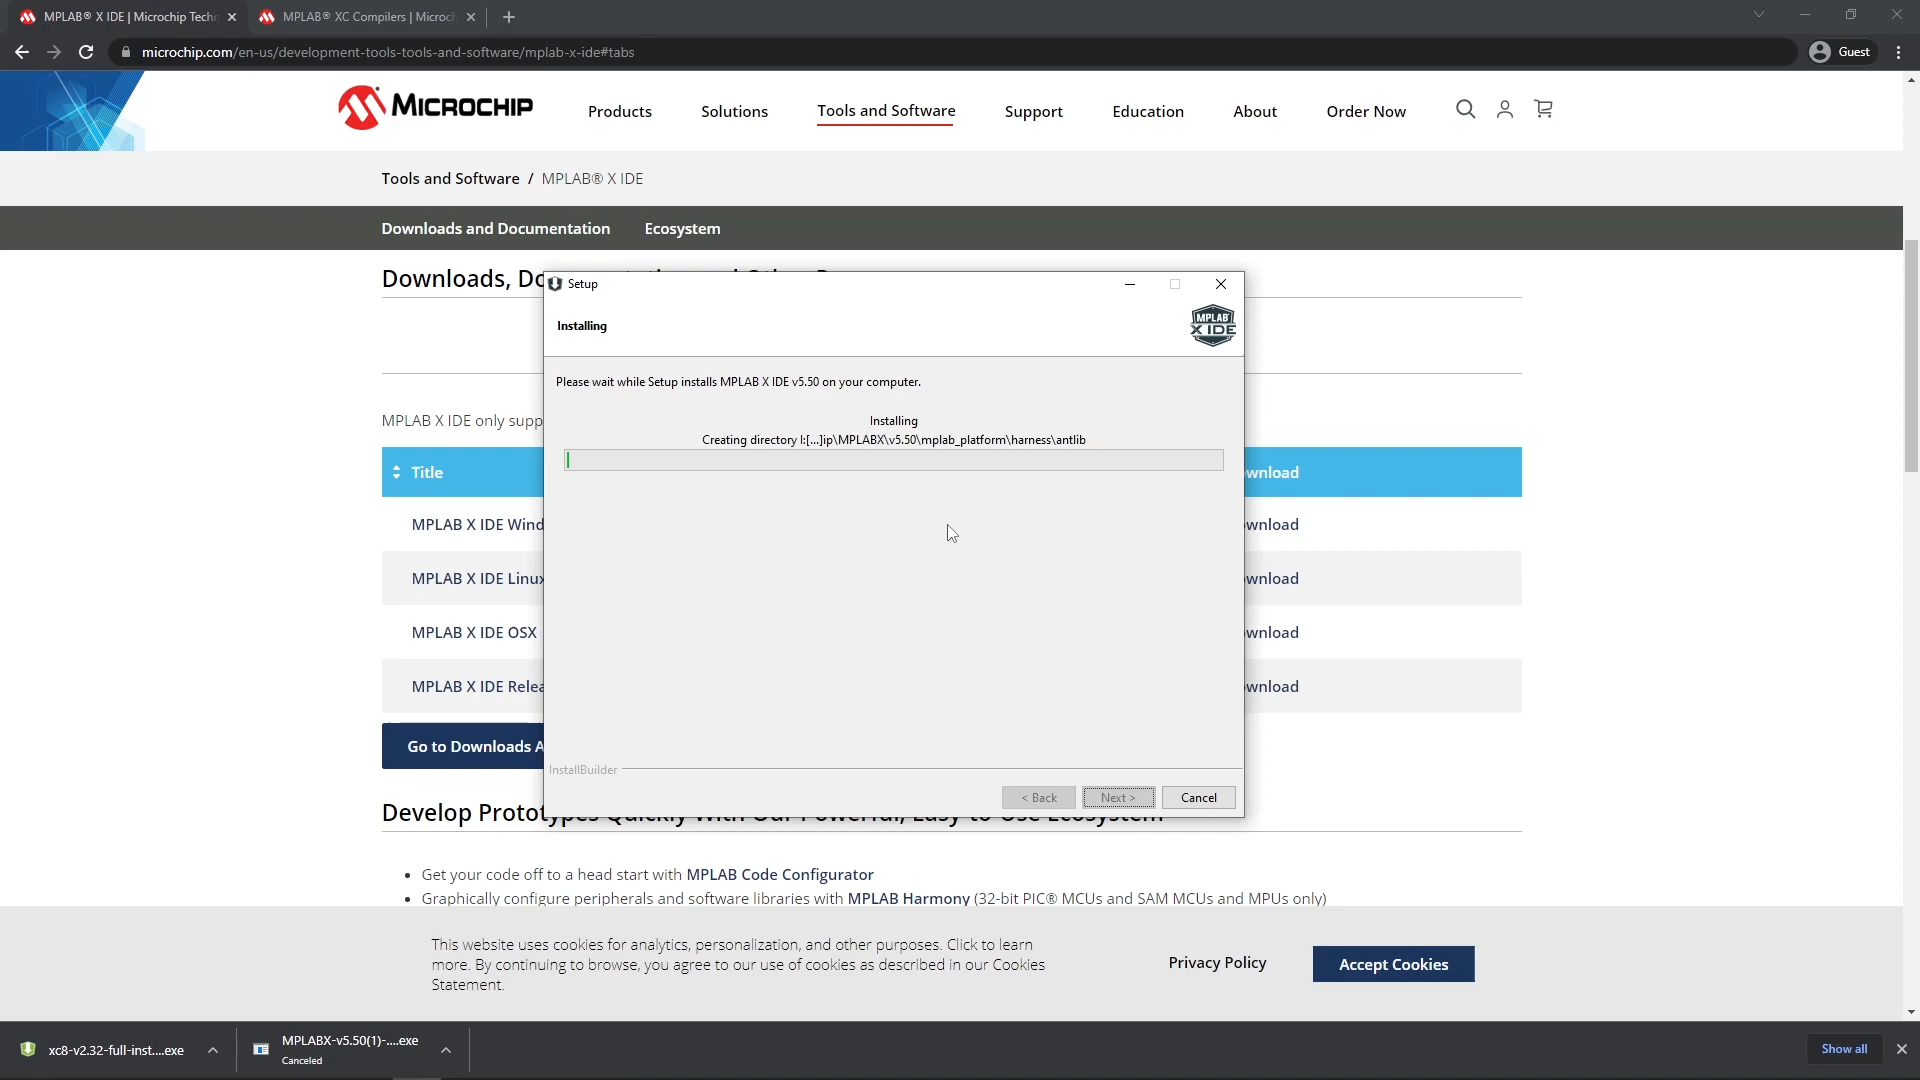 MPLAB® X IDE | Microchip Techn
MPLAB® XC Compilers | Microch
microchip.com/en-us/development-tools-tools-and-software/mplab-x-ide#tabs
Guest
MICROCHIP
Products
Solutions
Tools and Software
Support
Education
About
Order Now
Tools and Software / MPLAB® X IDE
Downloads and Documentation
Ecosystem
Downloads, Do
Setup
Installing
MPLAB
X IDE
Please wait while Setup installs MPLAB X IDE v5.50 on your computer.
Installing
Creating directory I:[...]ip\MPLABX\v5.50\mplab_platform\harness\antlib
MPLAB X IDE only supp
Title
wnload
MPLAB X IDE Wind
wnload
MPLAB X IDE Linux
wnload
MPLAB X IDE OSX
wnload
MPLAB X IDE Relea
wnload
Go to Downloads A
InstallBuilder
< Back
Next >
Cancel
Develop Prototypes Quickly With Our Powerful, Easy-to-Use Ecosystem
Get your code off to a head start with MPLAB Code Configurator
Graphically configure peripherals and software libraries with MPLAB Harmony (32-bit PIC® MCUs and SAM MCUs and MPUs only)
This website uses cookies for analytics, personalization, and other purposes. Click to learn
more. By continuing to browse, you agree to our use of cookies as described in our Cookies
Statement.
Privacy Policy
Accept Cookies
xc8-v2.32-full-inst....exe
MPLABX-v5.50(1)-....exe
Canceled
Show all